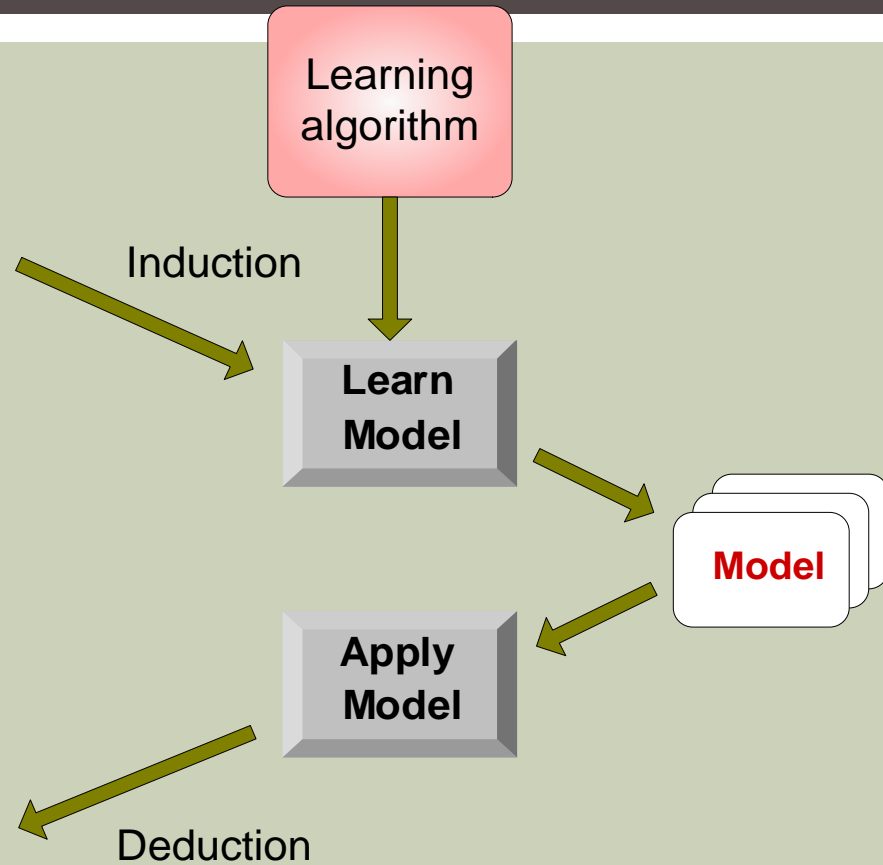 Learning
algorithm
Induction
Learn
Model
Model
Apply
Model
Deduction